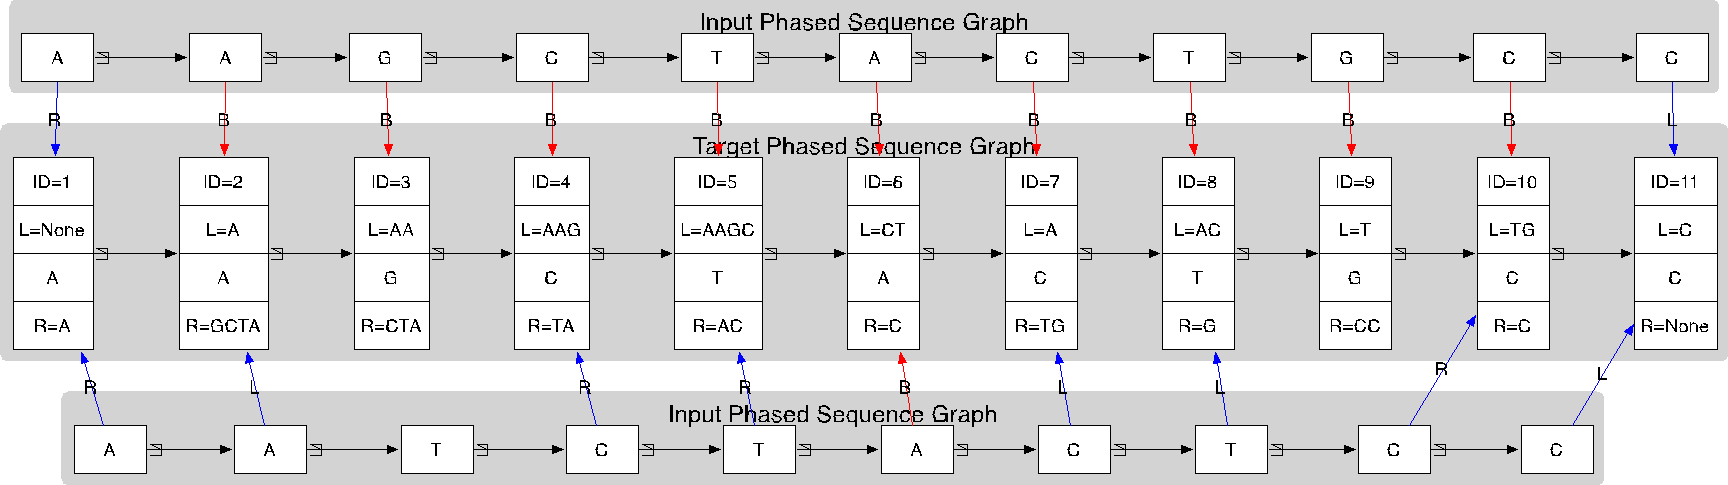 Input Phased Sequence Graph
A A G C T A C T G C C
R B B B B B B B B B L
Target Phased Sequence Graph
ID=1 ID=2 ID=3 ID=4 ID=5 ID=6 ID=7 ID=8 ID=9 ID=10 ID=11
L=None L=A L=AA L=AAG L=AAGC L=CT L=A L=AC L=T L=TG L=C
A A G C T A C T G C C
R=A R=GCTA R=CTA R=TA R=AC R=C R=TG R=G R=CC R=C R=None
R L R R B L L R L
Input Phased Sequence Graph
A A T C T A C T C C